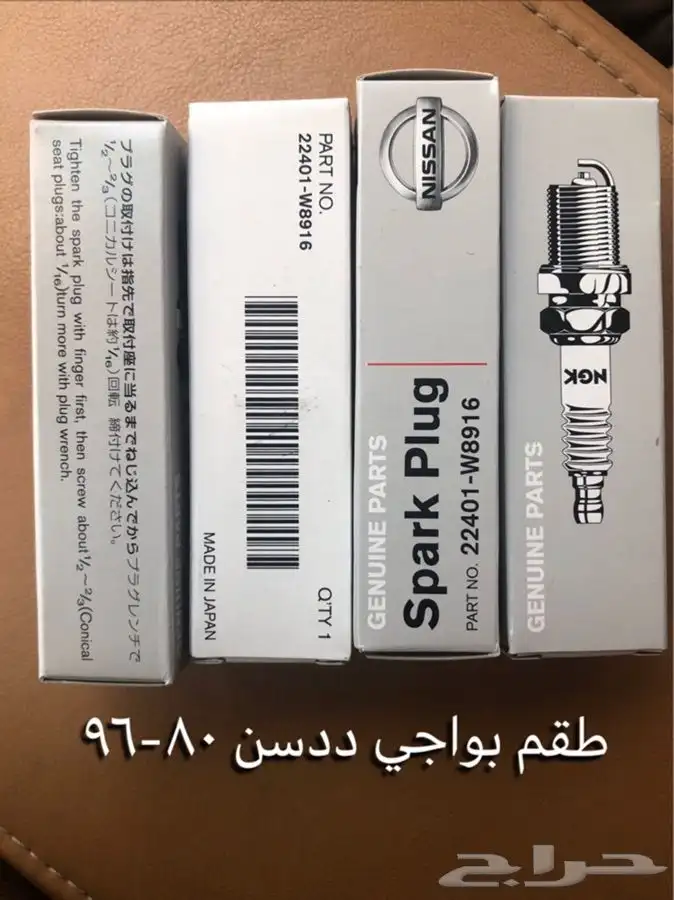 プラグの取付けは指先で取付座に当るまでねじ込んでからプラグレンチで
½～⅔(コニカルシートは約1/16)回転 締付けてください。
Tighten the spark plug with finger first, then screw about ½～⅔(Conical
seat plugs:about 1/16)turn more with plug wrench.
PART NO.
22401-W8916
MADE IN JAPAN
Q'TY 1
NISSAN
GENUINE PARTS
Spark Plug
PART NO. 22401-W8916
NGK
GENUINE PARTS
طقم بواجي ددسن ٨٠-٩٦
حراج